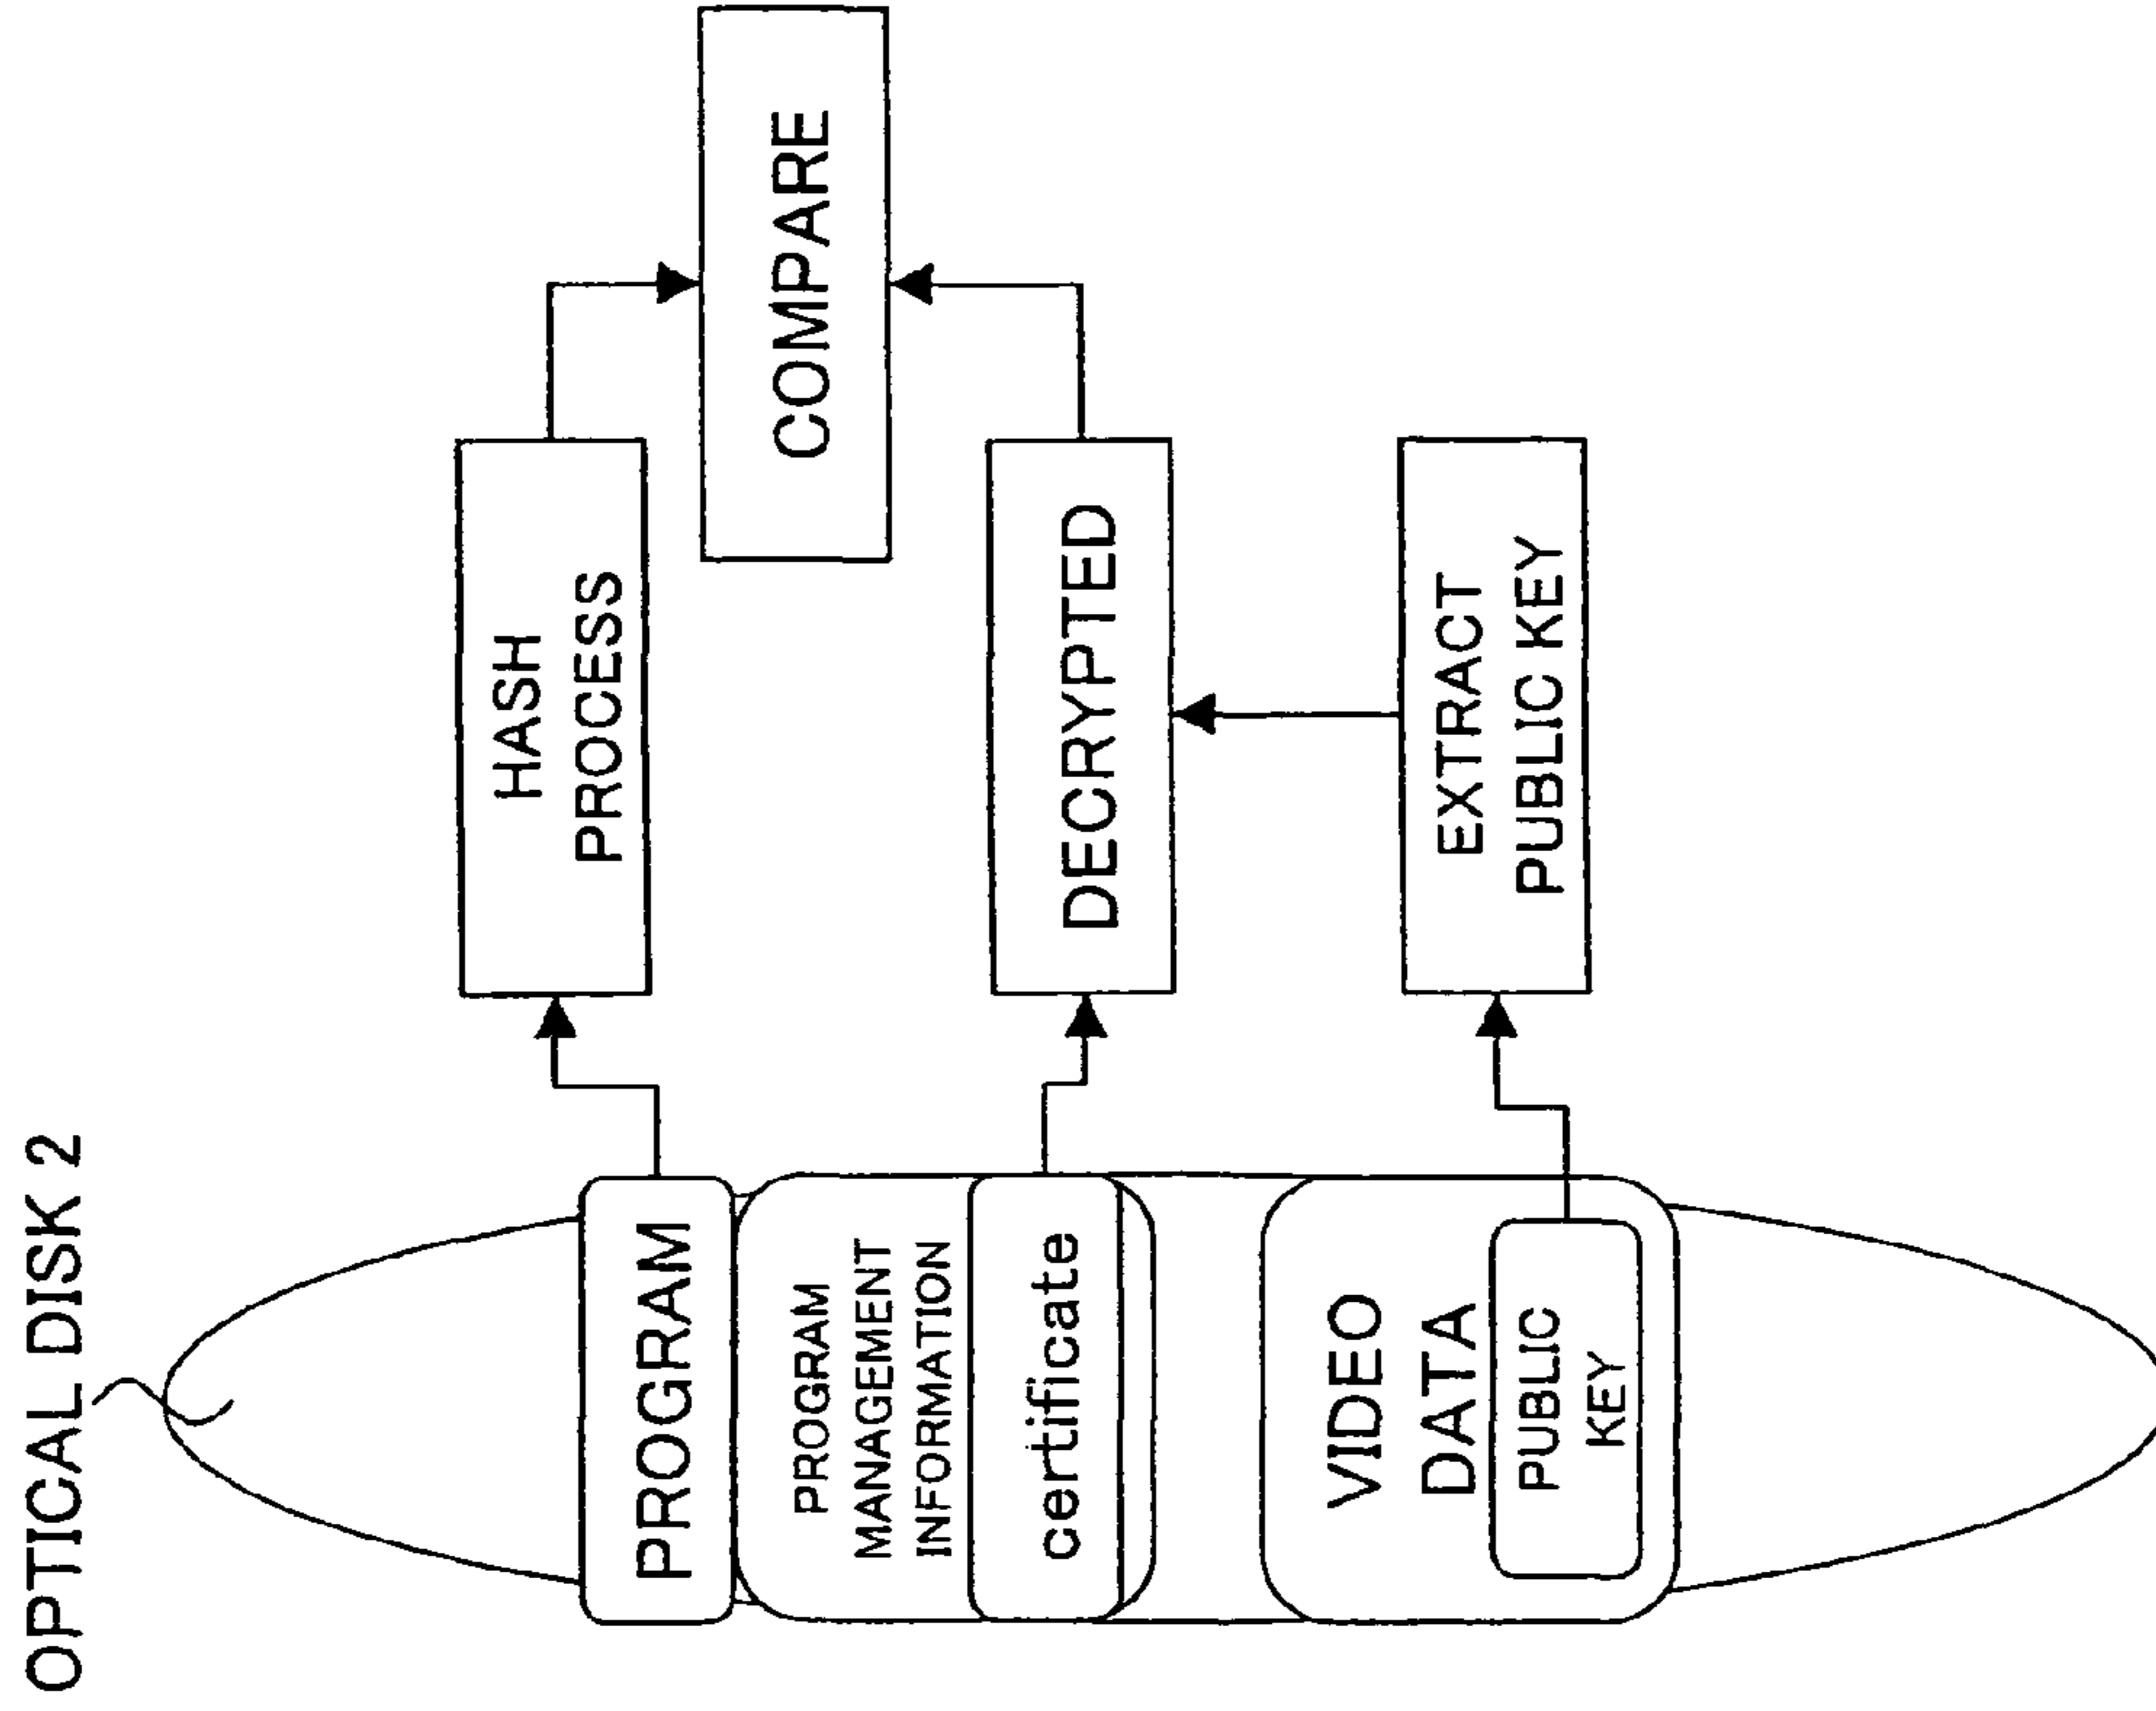 OPTICAL DISK 2
PROGRAM
PROGRAM
MANAGEMENT
INFORMATION
certificate
VIDEO
DATA
PUBLIC
KEY
HASH
PROCESS
DECRYPTED
EXTRACT
PUBLIC KEY
COMPARE